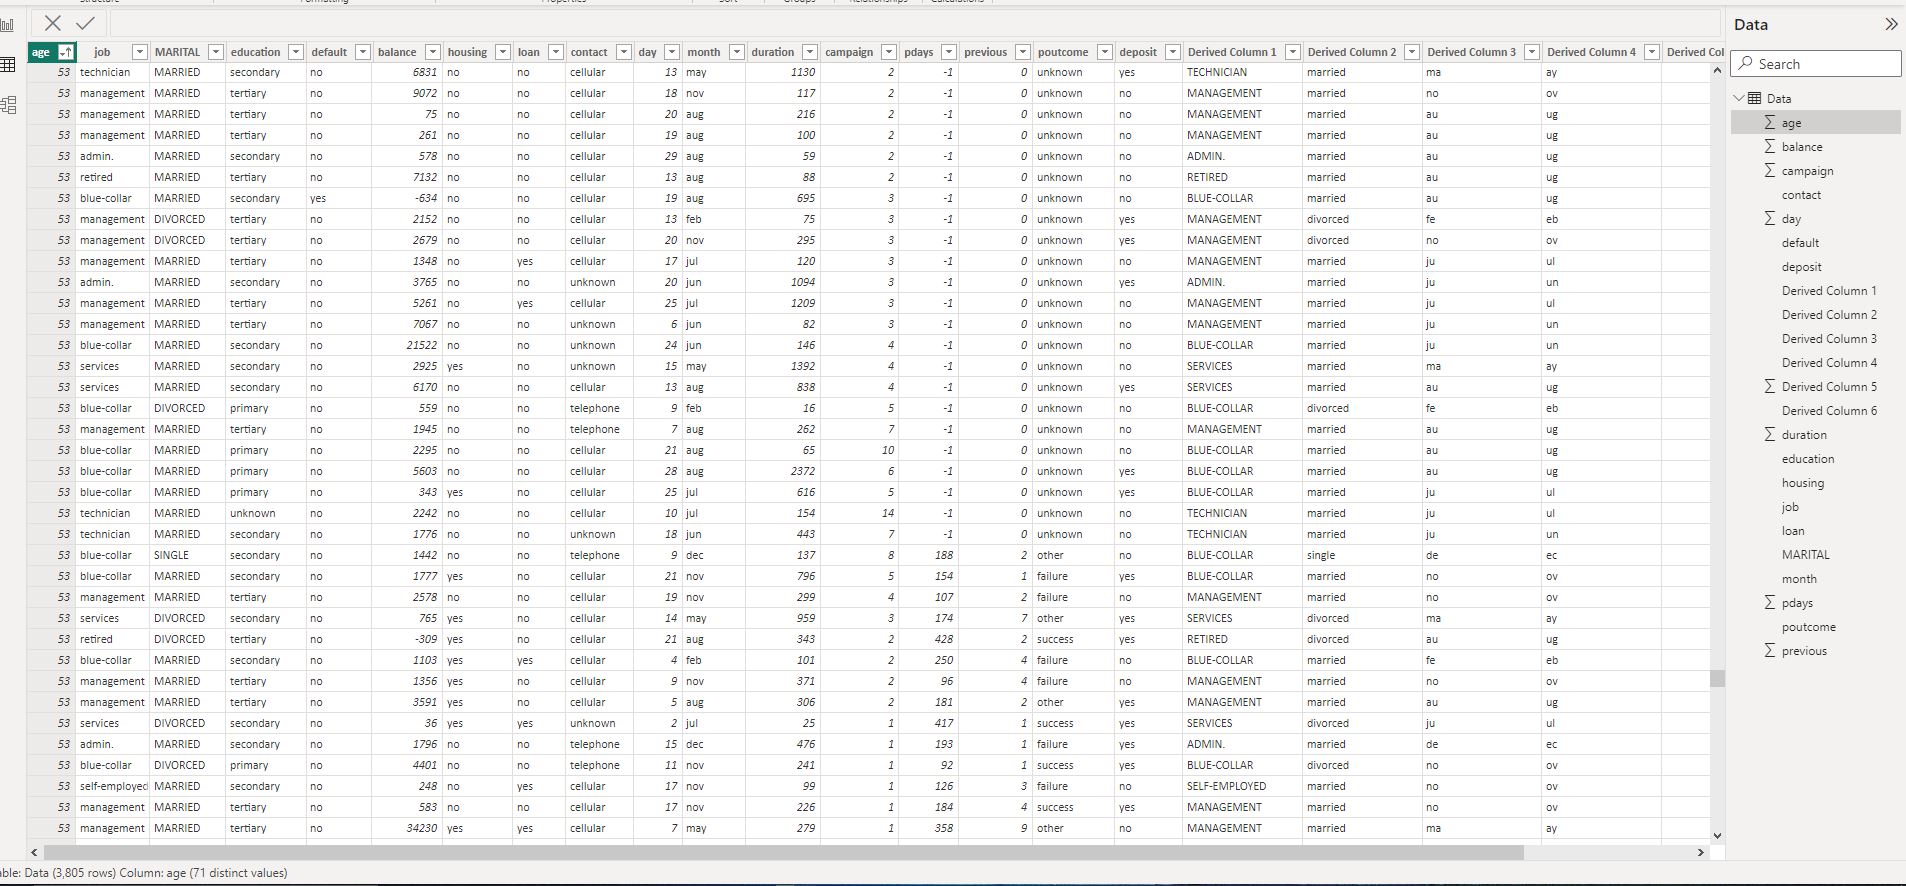 Data
Search
age job MARITAL education default balance housing loan contact day month duration campaign pdays previous poutcome deposit Derived Column 1 Derived Column 2 Derived Column 3 Derived Column 4 Derived Col
53 technician MARRIED secondary no 6831 no no cellular 13 may 1130 2 -1 0 unknown yes TECHNICIAN married ma ay
53 management MARRIED tertiary no 9072 no no cellular 18 nov 117 2 -1 0 unknown no MANAGEMENT married no ov
53 management MARRIED tertiary no 75 no no cellular 20 aug 216 2 -1 0 unknown no MANAGEMENT married au ug
53 management MARRIED tertiary no 261 no no cellular 19 aug 100 2 -1 0 unknown no MANAGEMENT married au ug
53 admin. MARRIED secondary no 578 no no cellular 29 aug 59 2 -1 0 unknown no ADMIN. married au ug
53 retired MARRIED tertiary no 7132 no no cellular 13 aug 88 2 -1 0 unknown no RETIRED married au ug
53 blue-collar MARRIED secondary yes -634 no no cellular 19 aug 695 3 -1 0 unknown no BLUE-COLLAR married au ug
53 management DIVORCED tertiary no 2152 no no cellular 13 feb 75 3 -1 0 unknown yes MANAGEMENT divorced fe eb
53 management DIVORCED tertiary no 2679 no no cellular 20 nov 295 3 -1 0 unknown yes MANAGEMENT divorced no ov
53 management MARRIED tertiary no 1348 no yes cellular 17 jul 120 3 -1 0 unknown no MANAGEMENT married ju ul
53 admin. MARRIED secondary no 3765 no no unknown 20 jun 1094 3 -1 0 unknown yes ADMIN. married ju un
53 management MARRIED tertiary no 5261 no yes cellular 25 jul 1209 3 -1 0 unknown no MANAGEMENT married ju ul
53 management MARRIED tertiary no 7067 no no unknown 6 jun 82 3 -1 0 unknown no MANAGEMENT married ju un
53 blue-collar MARRIED secondary no 21522 no no unknown 24 jun 146 4 -1 0 unknown no BLUE-COLLAR married ju un
53 services MARRIED secondary no 2925 yes no unknown 15 may 1392 4 -1 0 unknown no SERVICES married ma ay
53 services MARRIED secondary no 6170 no no cellular 13 aug 838 4 -1 0 unknown yes SERVICES married au ug
53 blue-collar DIVORCED primary no 559 no no telephone 9 feb 16 5 -1 0 unknown no BLUE-COLLAR divorced fe eb
53 management MARRIED tertiary no 1945 no no telephone 7 aug 262 7 -1 0 unknown no MANAGEMENT married au ug
53 blue-collar MARRIED primary no 2295 no no cellular 21 aug 65 10 -1 0 unknown no BLUE-COLLAR married au ug
53 blue-collar MARRIED primary no 5603 no no cellular 28 aug 2372 6 -1 0 unknown yes BLUE-COLLAR married au ug
53 blue-collar MARRIED primary no 343 yes no cellular 25 jul 616 5 -1 0 unknown yes BLUE-COLLAR married ju ul
53 technician MARRIED unknown no 2242 no no cellular 10 jul 154 14 -1 0 unknown no TECHNICIAN married ju ul
53 technician MARRIED secondary no 1776 no no unknown 18 jun 443 7 -1 0 unknown no TECHNICIAN married ju un
53 blue-collar SINGLE secondary no 1442 no no telephone 9 dec 137 8 188 2 other no BLUE-COLLAR single de ec
53 blue-collar MARRIED secondary no 1777 yes no cellular 21 nov 796 5 154 1 failure yes BLUE-COLLAR married no ov
53 management MARRIED tertiary no 2578 no no cellular 19 nov 299 4 107 2 failure no MANAGEMENT married no ov
53 services DIVORCED secondary no 765 yes no cellular 14 may 959 3 174 7 other yes SERVICES divorced ma ay
53 retired DIVORCED tertiary no -309 yes no cellular 21 aug 343 2 428 2 success yes RETIRED divorced au ug
53 blue-collar MARRIED secondary no 1103 yes yes cellular 4 feb 101 2 250 4 failure no BLUE-COLLAR married fe eb
53 management MARRIED tertiary no 1356 yes no cellular 9 nov 371 2 96 4 failure no MANAGEMENT married no ov
53 management MARRIED tertiary no 3591 yes no cellular 5 aug 306 2 181 2 other yes MANAGEMENT married au ug
53 services DIVORCED secondary no 36 yes yes unknown 2 jul 25 1 417 1 success yes SERVICES divorced ju ul
53 admin. MARRIED secondary no 1796 no no telephone 15 dec 476 1 193 1 failure yes ADMIN. married de ec
53 blue-collar DIVORCED primary no 4401 no no telephone 11 nov 241 1 92 1 success yes BLUE-COLLAR divorced no ov
53 self-employed MARRIED secondary no 248 no yes cellular 17 nov 99 1 126 3 failure no SELF-EMPLOYED married no ov
53 management MARRIED tertiary no 583 no no cellular 17 nov 226 1 184 4 success yes MANAGEMENT married no ov
53 management MARRIED tertiary no 34230 yes yes cellular 7 may 279 1 358 9 other no MANAGEMENT married ma ay
Data
age
balance
campaign
contact
day
default
deposit
Derived Column 1
Derived Column 2
Derived Column 3
Derived Column 4
Derived Column 5
Derived Column 6
duration
education
housing
job
loan
MARITAL
month
pdays
poutcome
previous
able: Data (3,805 rows) Column: age (71 distinct values)